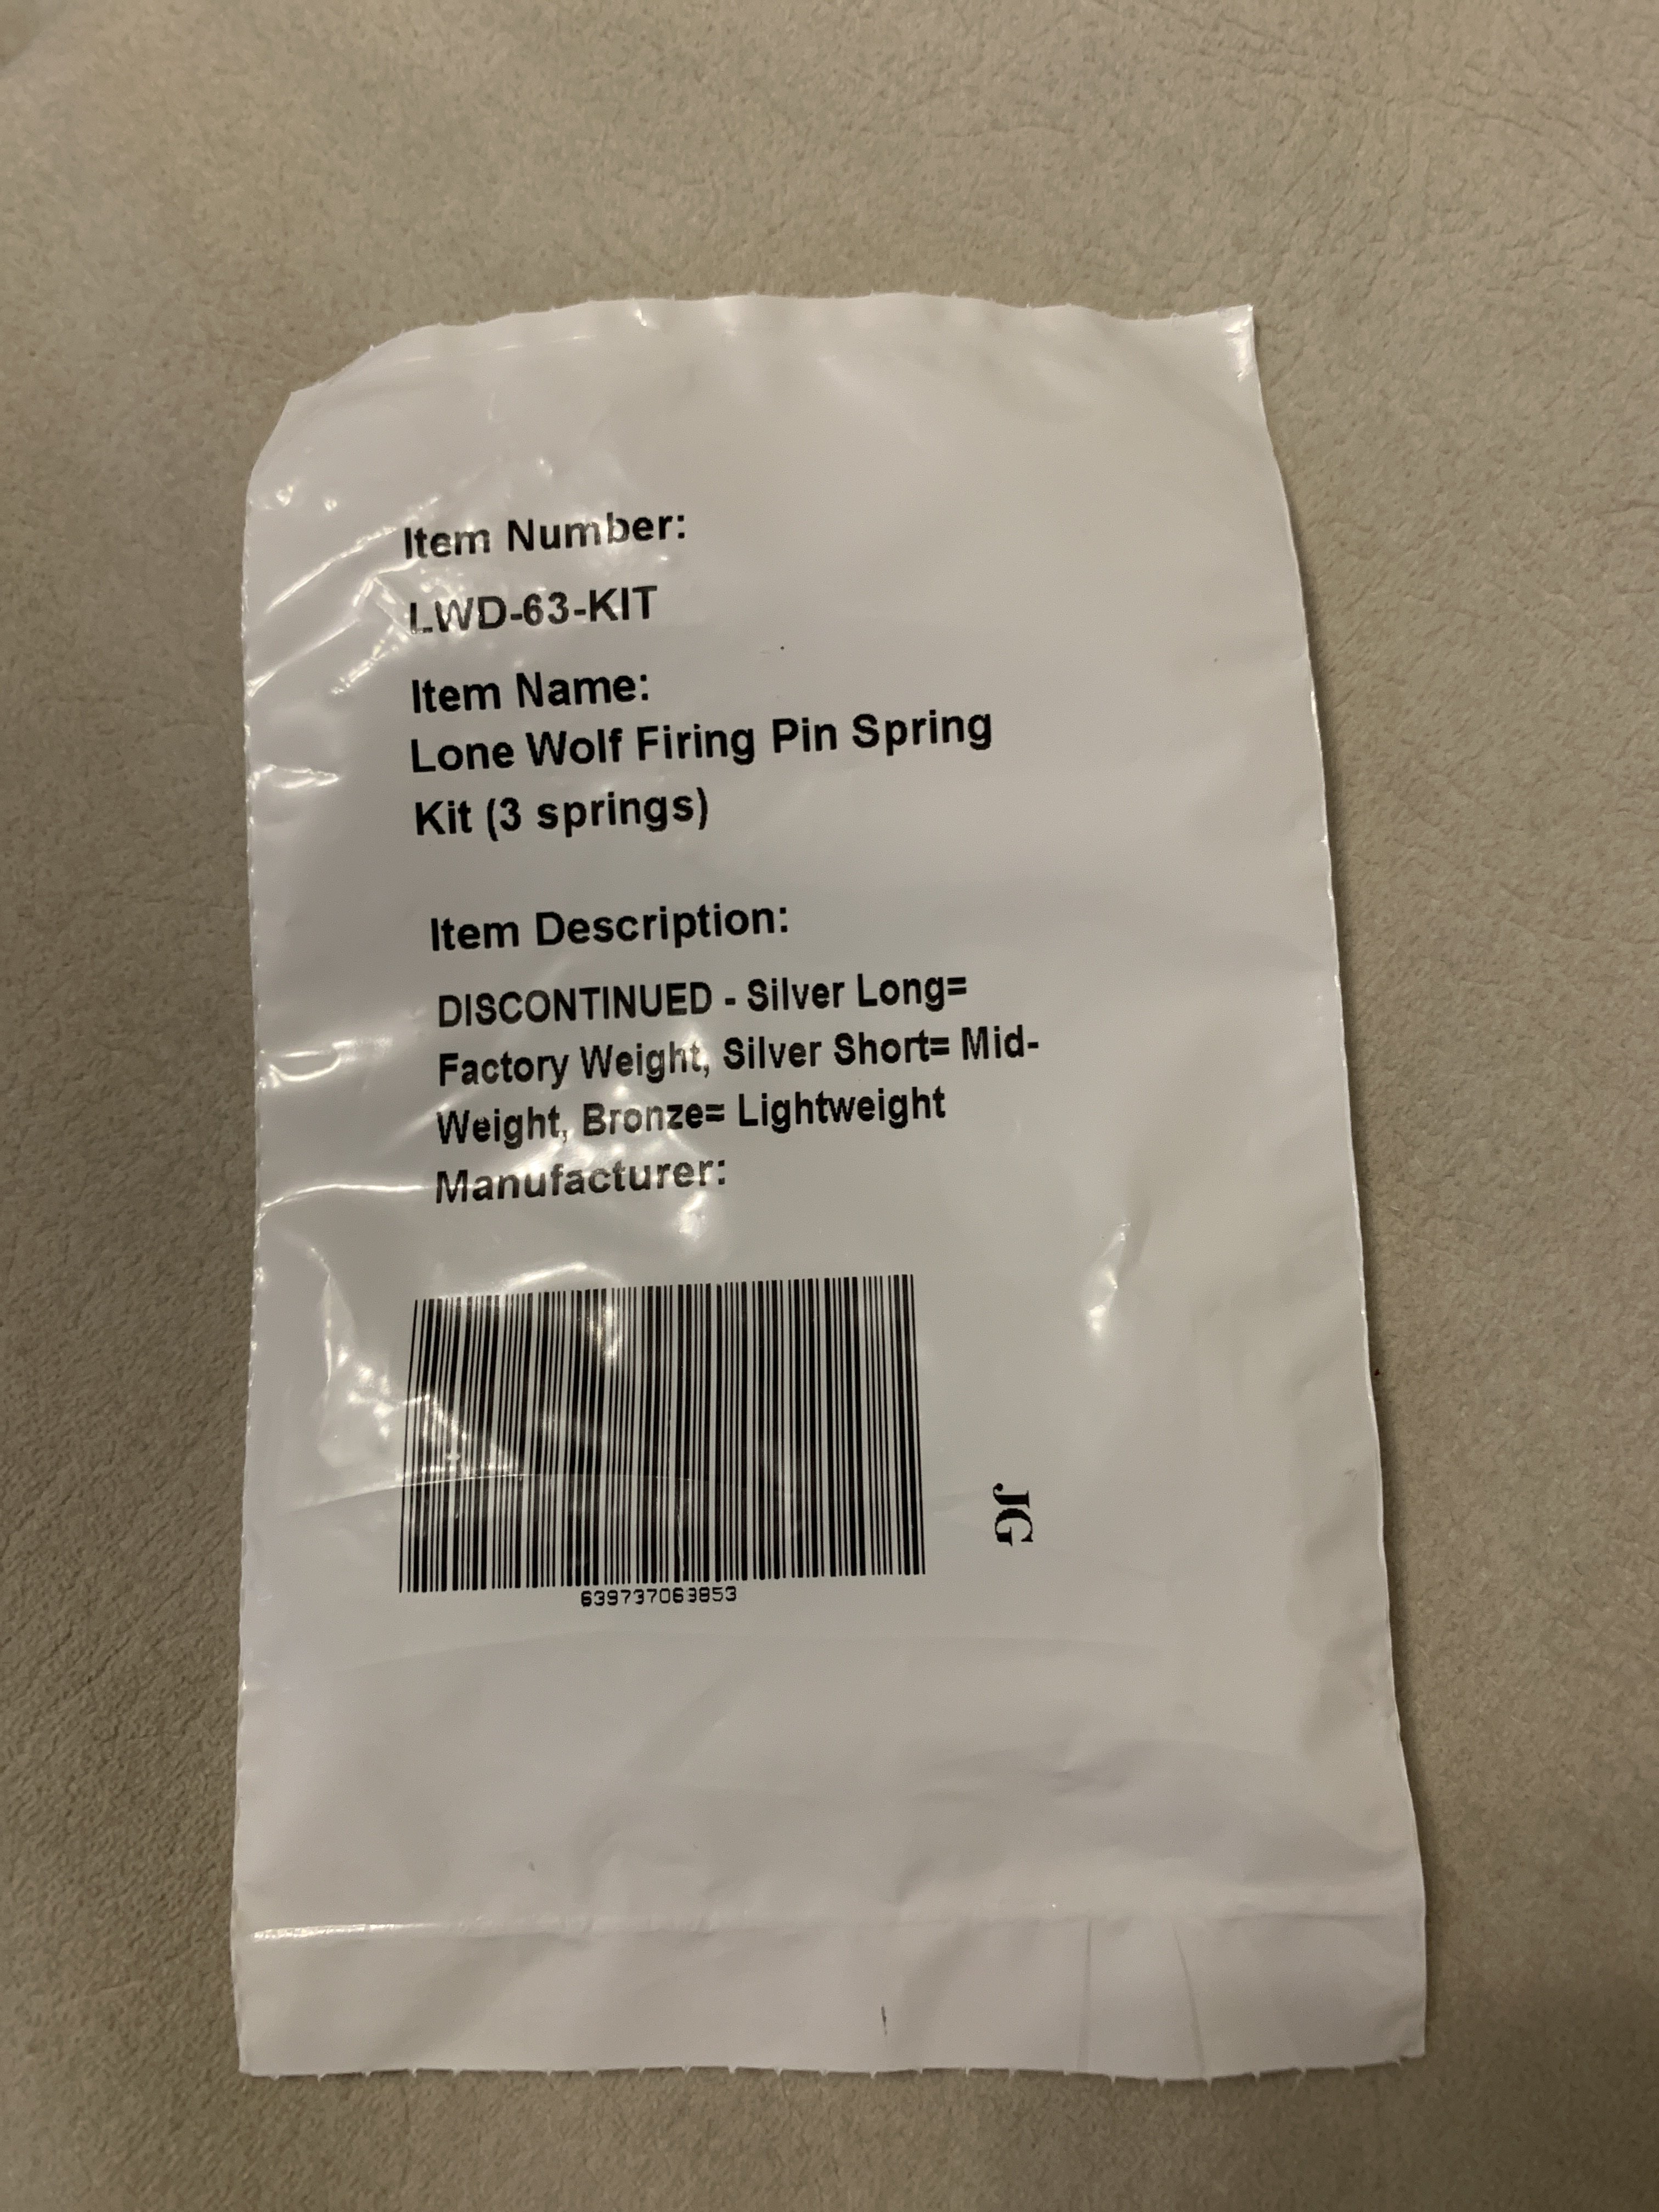 Item Number:
LWD-63-KIT
Item Name:
Lone Wolf Firing Pin Spring
Kit (3 springs)
Item Description:
DISCONTINUED - Silver Long=
Factory Weight, Silver Short= Mid-
Weight, Bronze= Lightweight
Manufacturer:
639737063853
JG